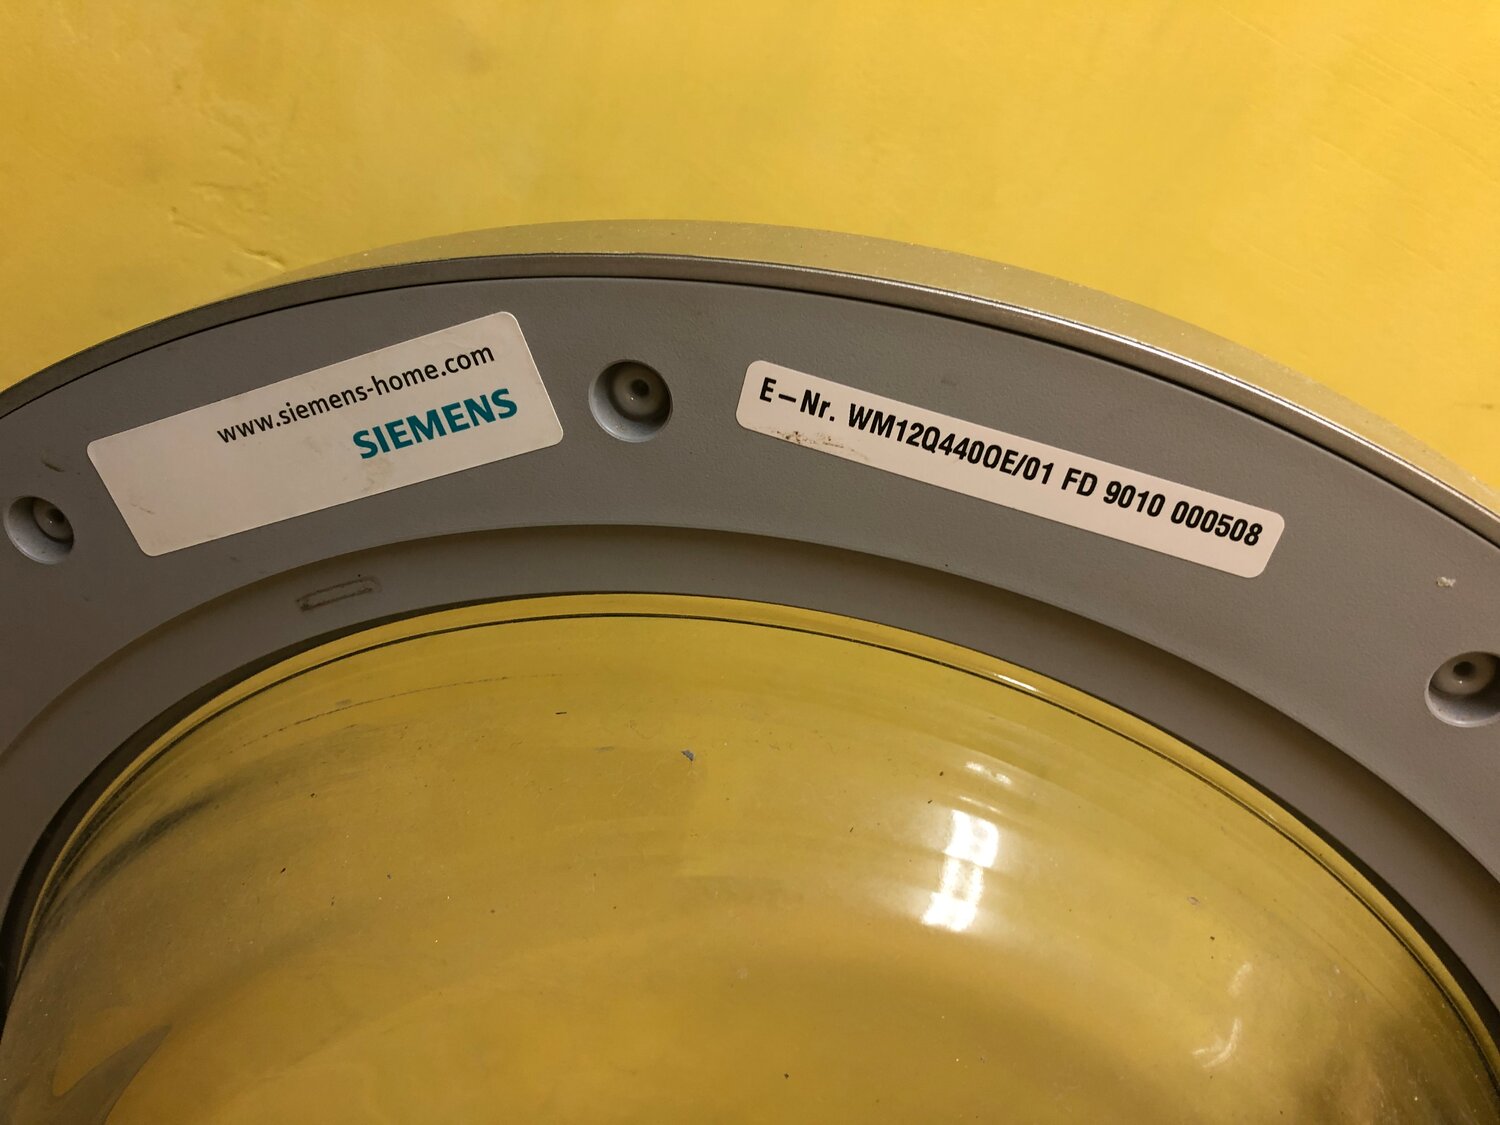 www.siemens-home.com
SIEMENS
E-Nr. WM12Q440OE/01 FD 9010 000508